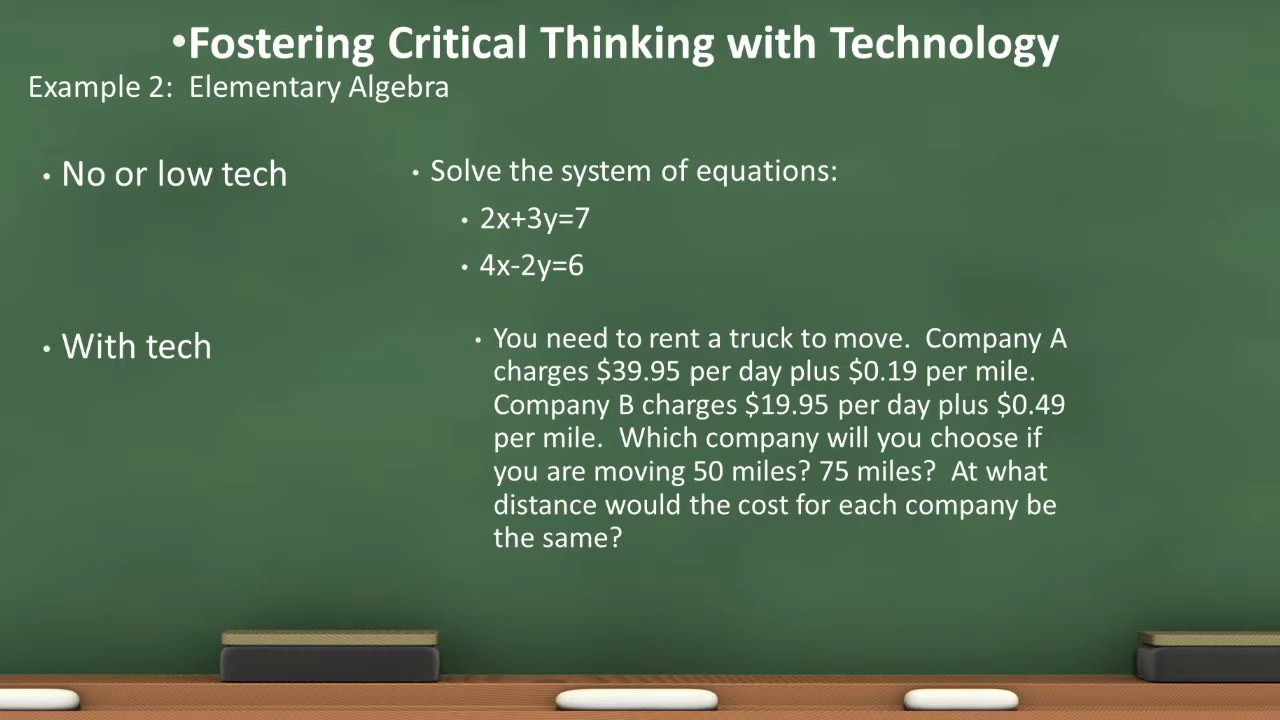 •Fostering Critical Thinking with Technology
Example 2:  Elementary Algebra
• No or low tech
• Solve the system of equations:
• 2x+3y=7
• 4x-2y=6
• With tech
• You need to rent a truck to move.  Company A
charges $39.95 per day plus $0.19 per mile.
Company B charges $19.95 per day plus $0.49
per mile.  Which company will you choose if
you are moving 50 miles? 75 miles?  At what
distance would the cost for each company be
the same?